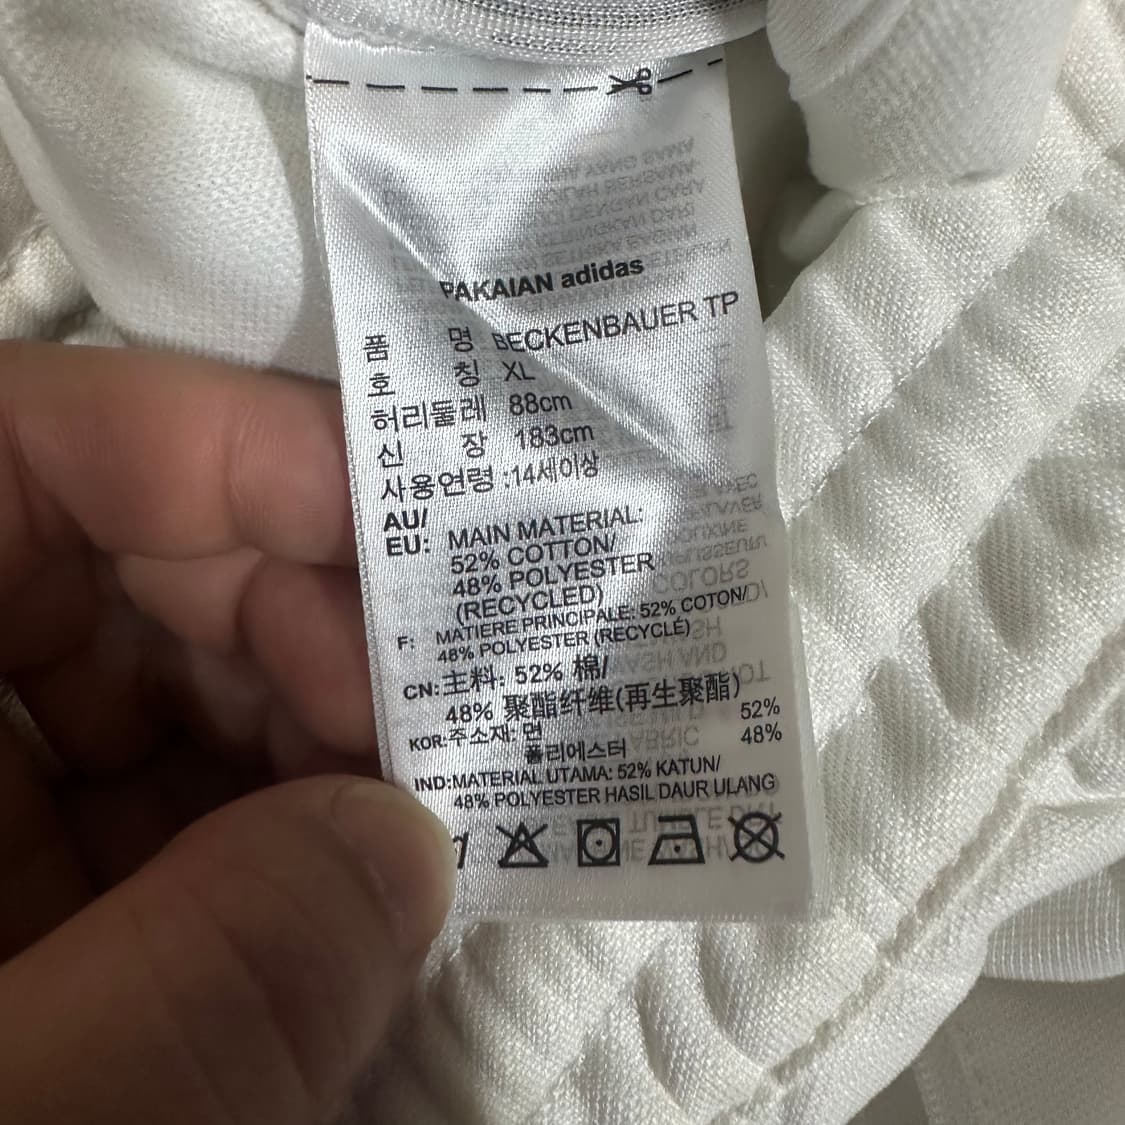 PAKAIAN adidas
품 명 BECKENBAUER TP
호 칭 XL
허리둘레 88cm
신 장 183cm
사용연령 :14세이상
AU/
EU: MAIN MATERIAL:
52% COTTON/
48% POLYESTER
(RECYCLED)
F: MATIERE PRINCIPALE: 52% COTON/
48% POLYESTER (RECYCLÉ)
CN: 主料: 52% 棉/
48% 聚酯纤维(再生聚酯)
KOR: 주소재: 면 52%
폴리에스터 48%
IND: MATERIAL UTAMA: 52% KATUN/
48% POLYESTER HASIL DAUR ULANG